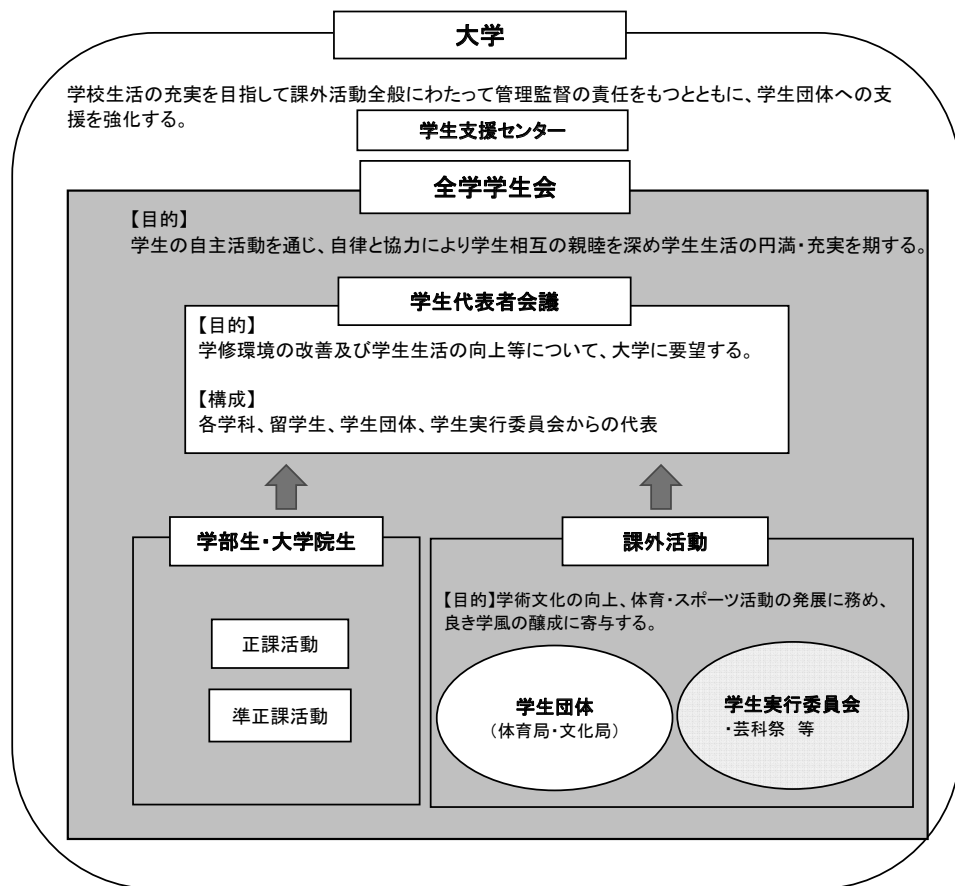 大学
学校生活の充実を目指して課外活動全般にわたって管理監督の責任をもつとともに、学生団体への支
援を強化する。
学生支援センター
全学学生会
【目的】
学生の自主活動を通じ、自律と協力により学生相互の親睦を深め学生生活の円満・充実を期する。
学生代表者会議
【目的】
学修環境の改善及び学生生活の向上等について、大学に要望する。
【構成】
各学科、留学生、学生団体、学生実行委員会からの代表
学部生・大学院生
正課活動
準正課活動
課外活動
【目的】学術文化の向上、体育・スポーツ活動の発展に務め、
良き学風の醸成に寄与する。
学生団体
（体育局・文化局）
学生実行委員会
・芸科祭　等